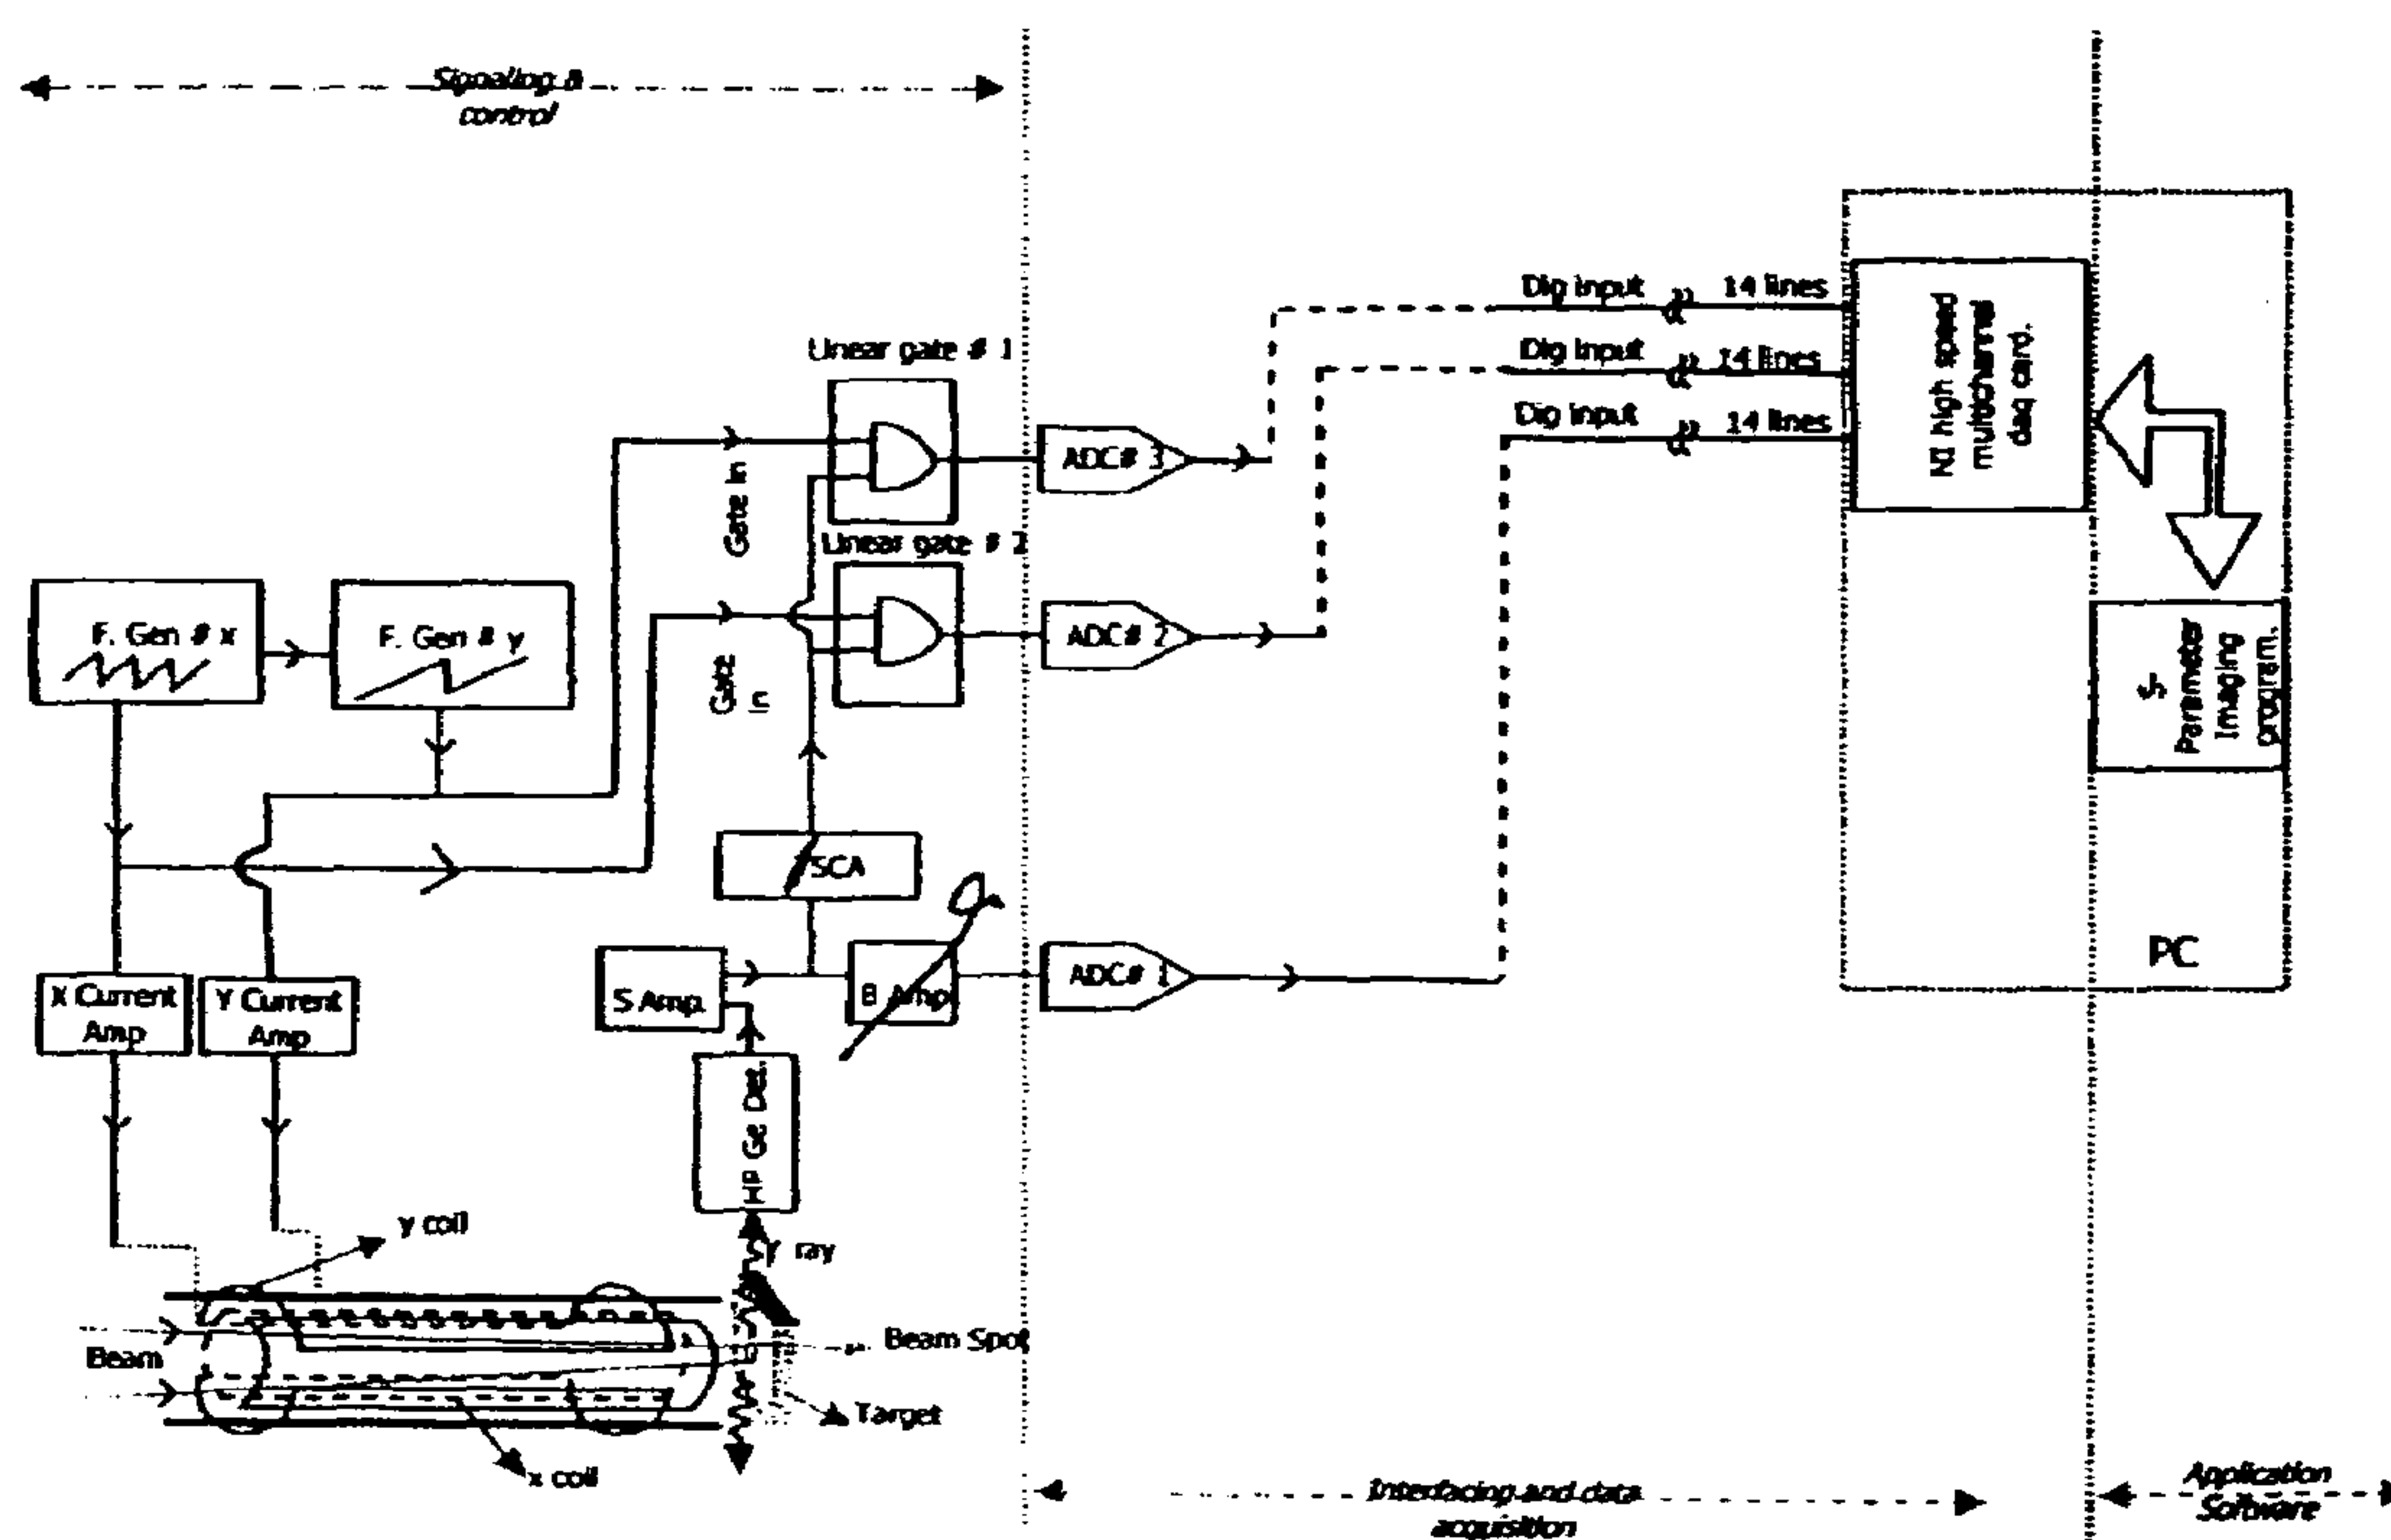 Signaling &
control
Linear gate # 1
Gate in
Linear gate # 2
Gate
in
F. Gen # x
F. Gen # y
SCA
S Amp.
B Amp
X Current
Amp
Y Current
Amp
HP Ge Det.
γ ray
y coil
Beam
Beam Spot
Target
x coil
ADC# 3
ADC# 2
ADC# 1
Dig input
14 lines
Dig input
14 lines
Dig input
14 lines
NI high speed
multichannel
daq card.
S-
Parameter
Imaging
program.
PC
Interfacing and data
acquisition
Application
Software